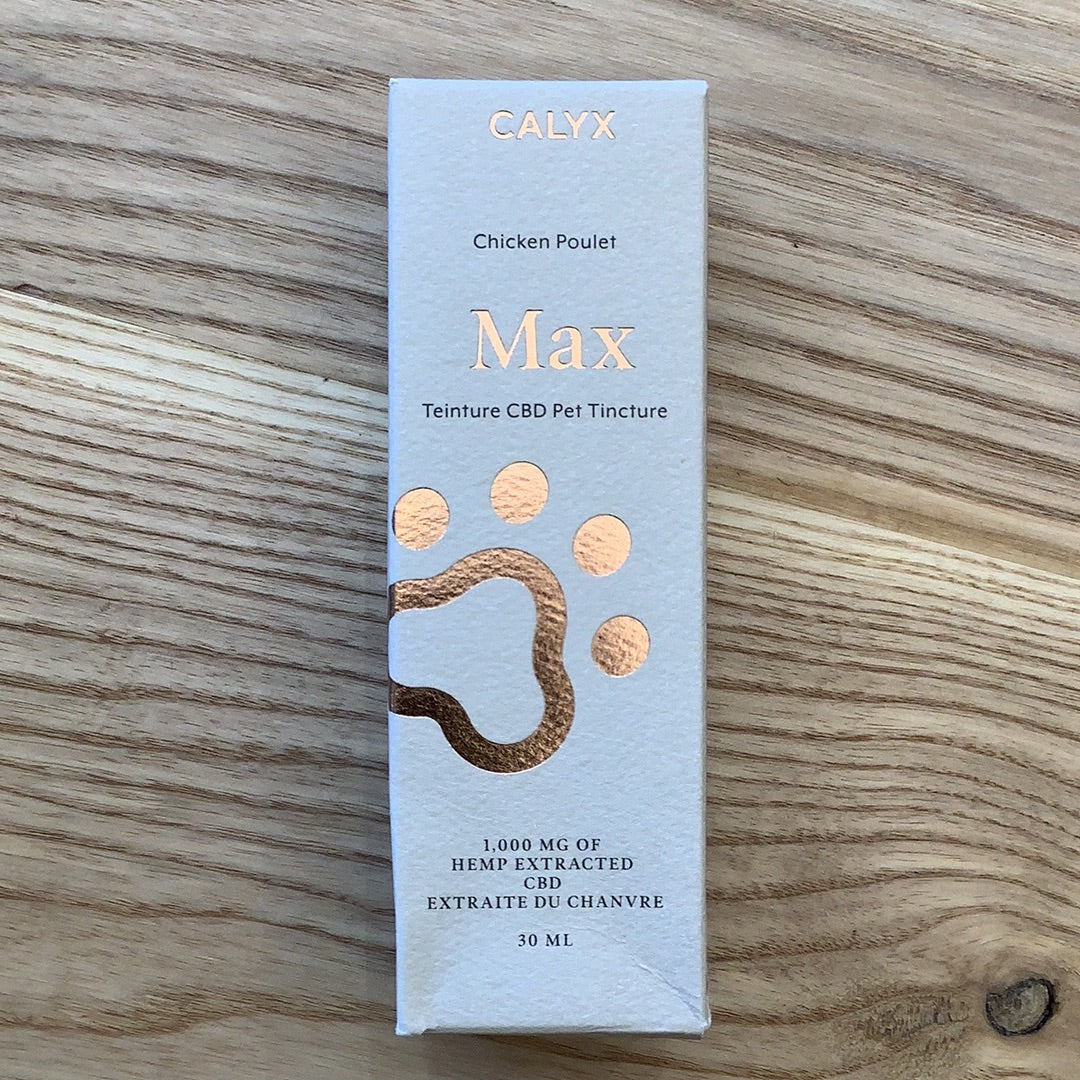 CALYX
Chicken Poulet
Max
Teinture CBD Pet Tincture
1,000 MG OF
HEMP EXTRACTED
CBD
EXTRAITE DU CHANVRE
30 ML